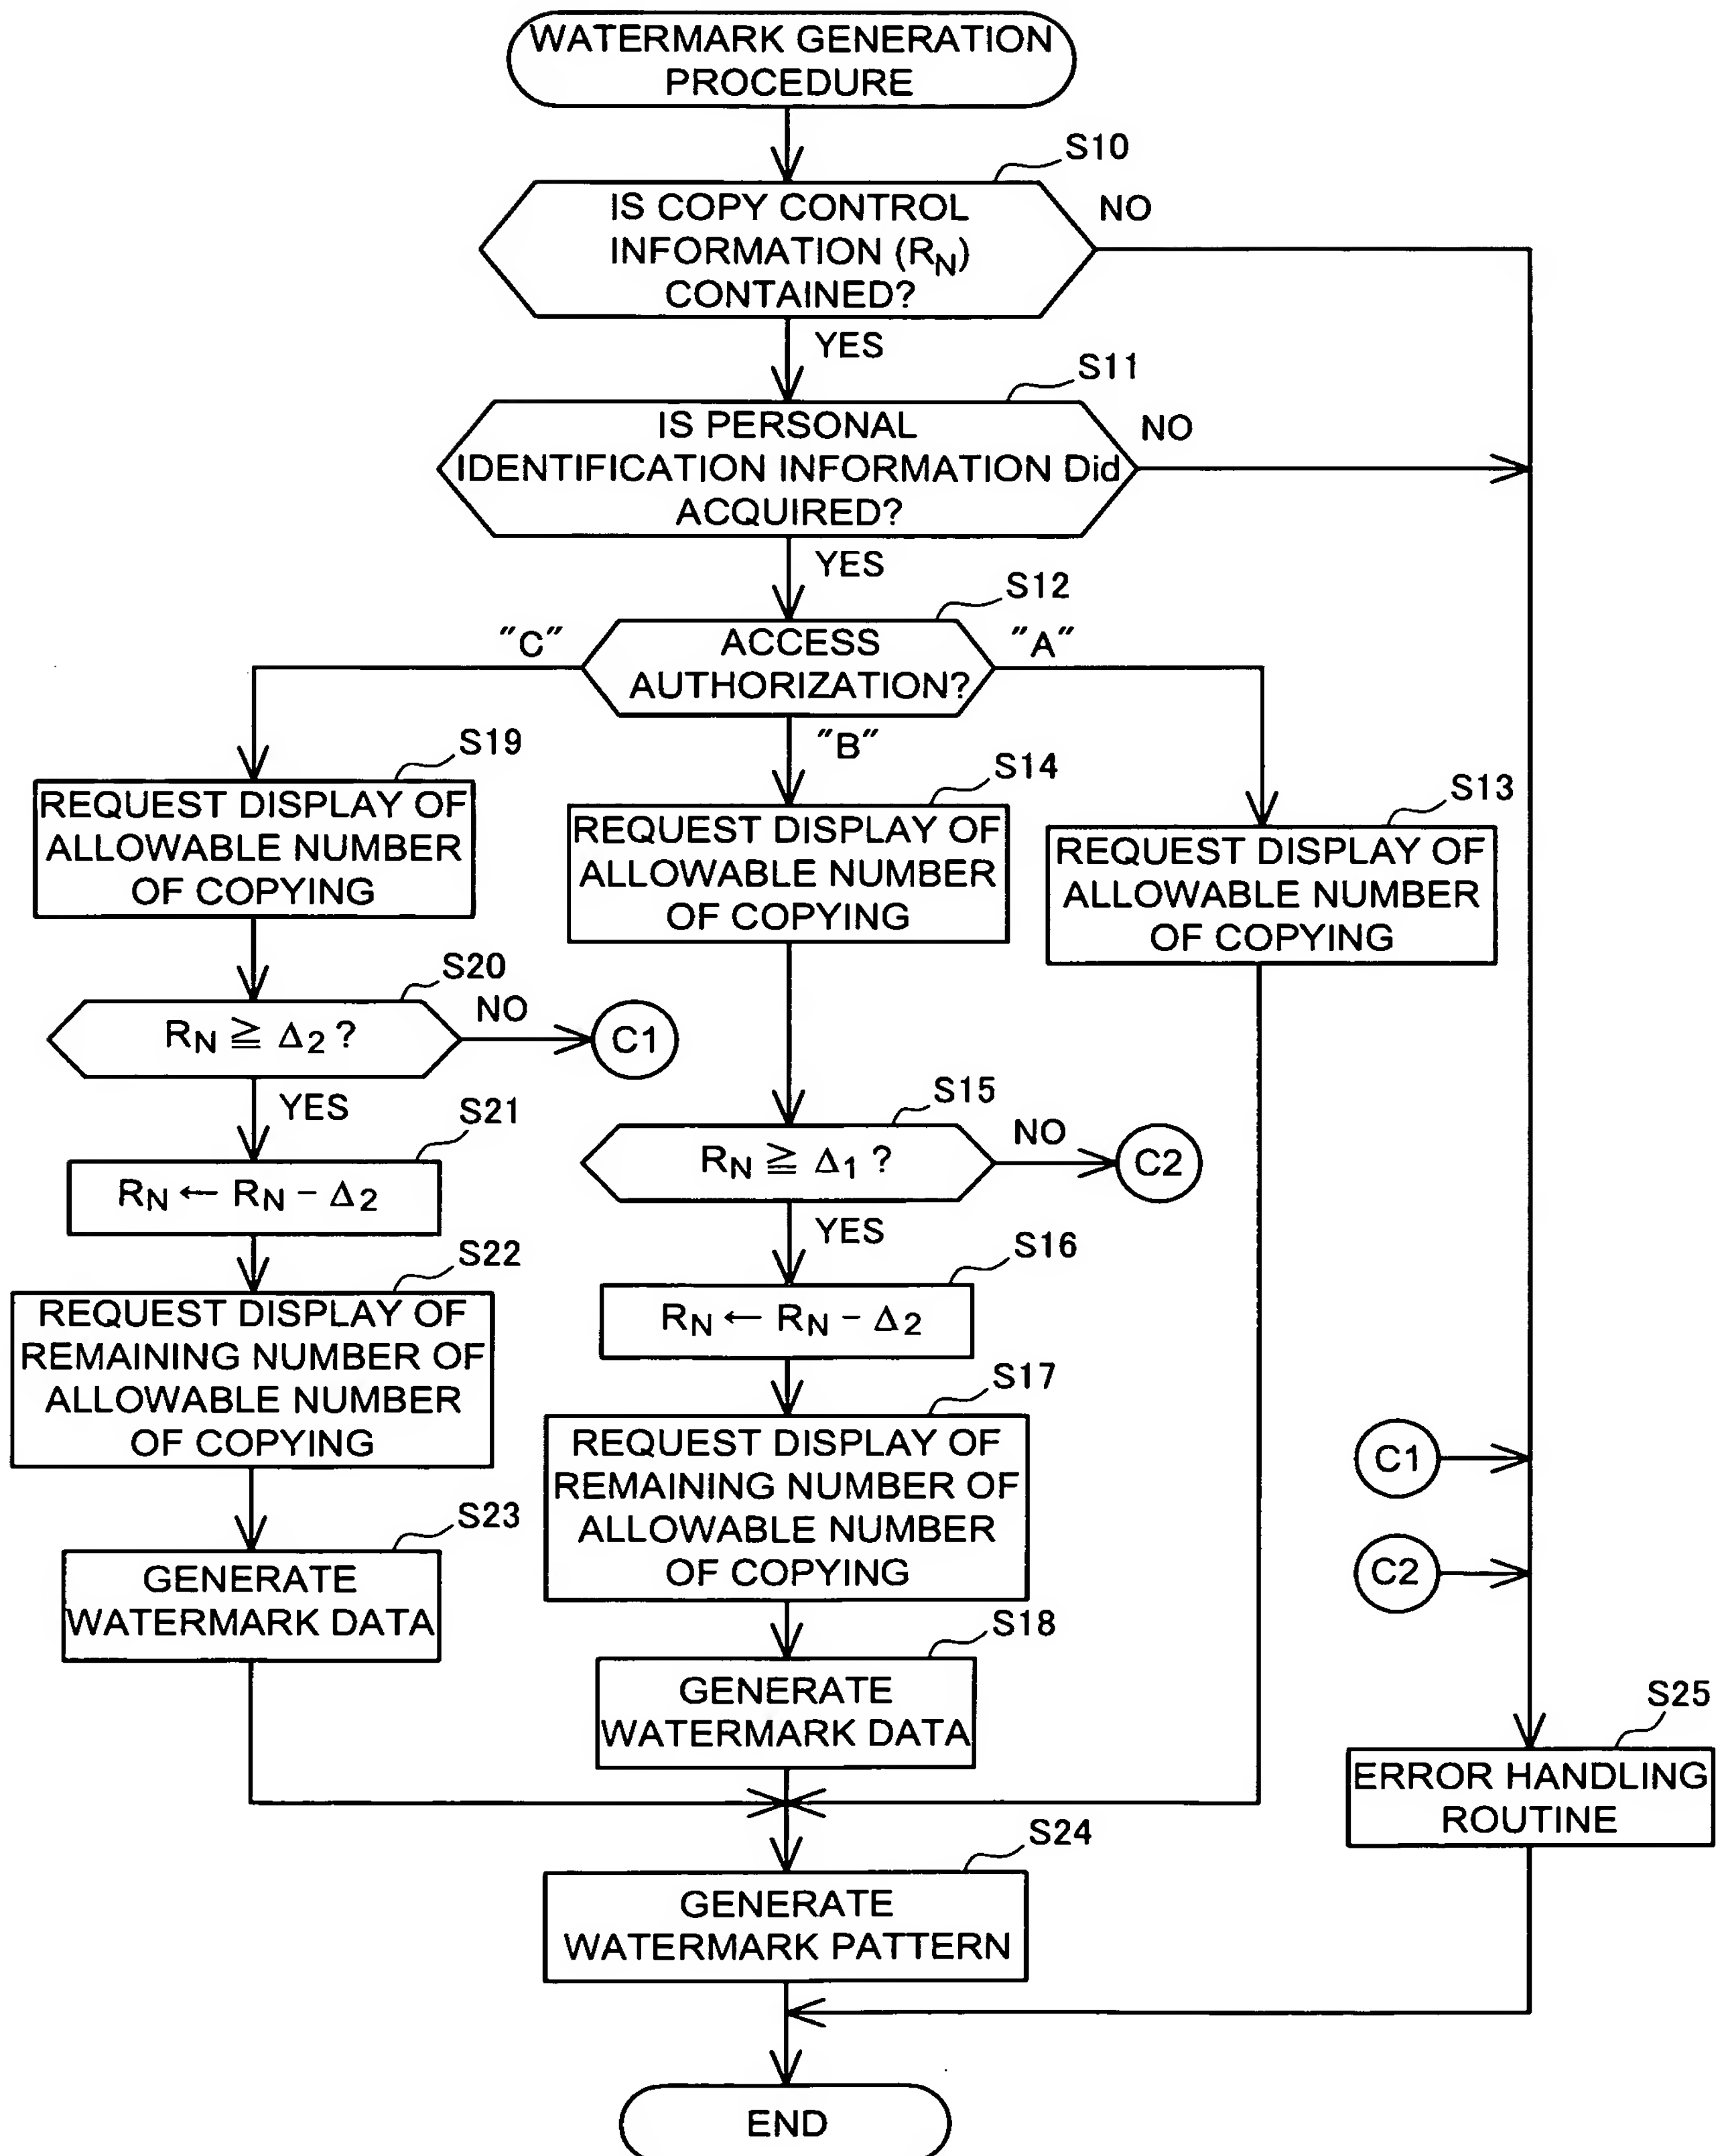 WATERMARK GENERATION
PROCEDURE
S10
IS COPY CONTROL
INFORMATION (RN)
CONTAINED?
NO
YES
S11
IS PERSONAL
IDENTIFICATION INFORMATION Did
ACQUIRED?
NO
YES
S12
ACCESS
AUTHORIZATION?
"C"
"A"
"B"
S19
REQUEST DISPLAY OF
ALLOWABLE NUMBER
OF COPYING
S14
REQUEST DISPLAY OF
ALLOWABLE NUMBER
OF COPYING
S13
REQUEST DISPLAY OF
ALLOWABLE NUMBER
OF COPYING
S20
RN ≧ Δ2 ?
NO
C1
YES
S15
RN ≧ Δ1 ?
NO
C2
YES
S21
RN ← RN − Δ2
S16
RN ← RN − Δ2
S22
REQUEST DISPLAY OF
REMAINING NUMBER OF
ALLOWABLE NUMBER
OF COPYING
S17
REQUEST DISPLAY OF
REMAINING NUMBER OF
ALLOWABLE NUMBER
OF COPYING
C1
C2
S23
GENERATE
WATERMARK DATA
S18
GENERATE
WATERMARK DATA
S25
ERROR HANDLING
ROUTINE
S24
GENERATE
WATERMARK PATTERN
END